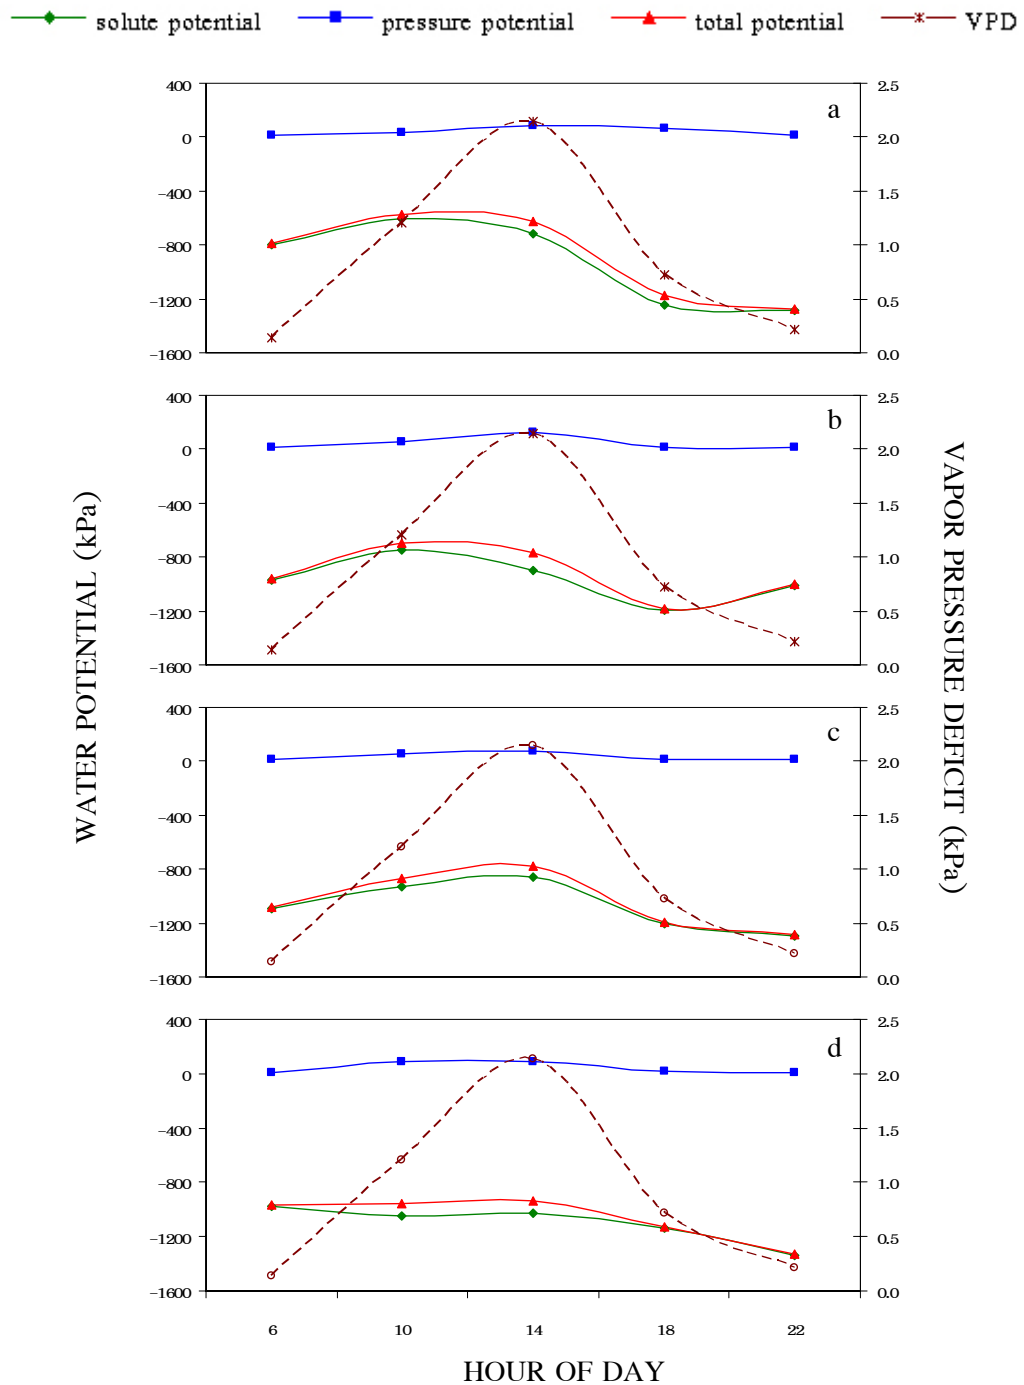 solute potential pressure potential total potential VPD
400 2.5
a
0 2.0
−400 1.5
−800 1.0
−1200 0.5
−1600 0.0
400 2.5
b
0 2.0
−400 1.5
−800 1.0
−1200 0.5
−1600 0.0
400 2.5
c
0 2.0
−400 1.5
−800 1.0
−1200 0.5
−1600 0.0
400 2.5
d
0 2.0
−400 1.5
−800 1.0
−1200 0.5
−1600 0.0
6 10 14 18 22
HOUR OF DAY
WATER POTENTIAL (kPa)
VAPOR PRESSURE DEFICIT (kPa)